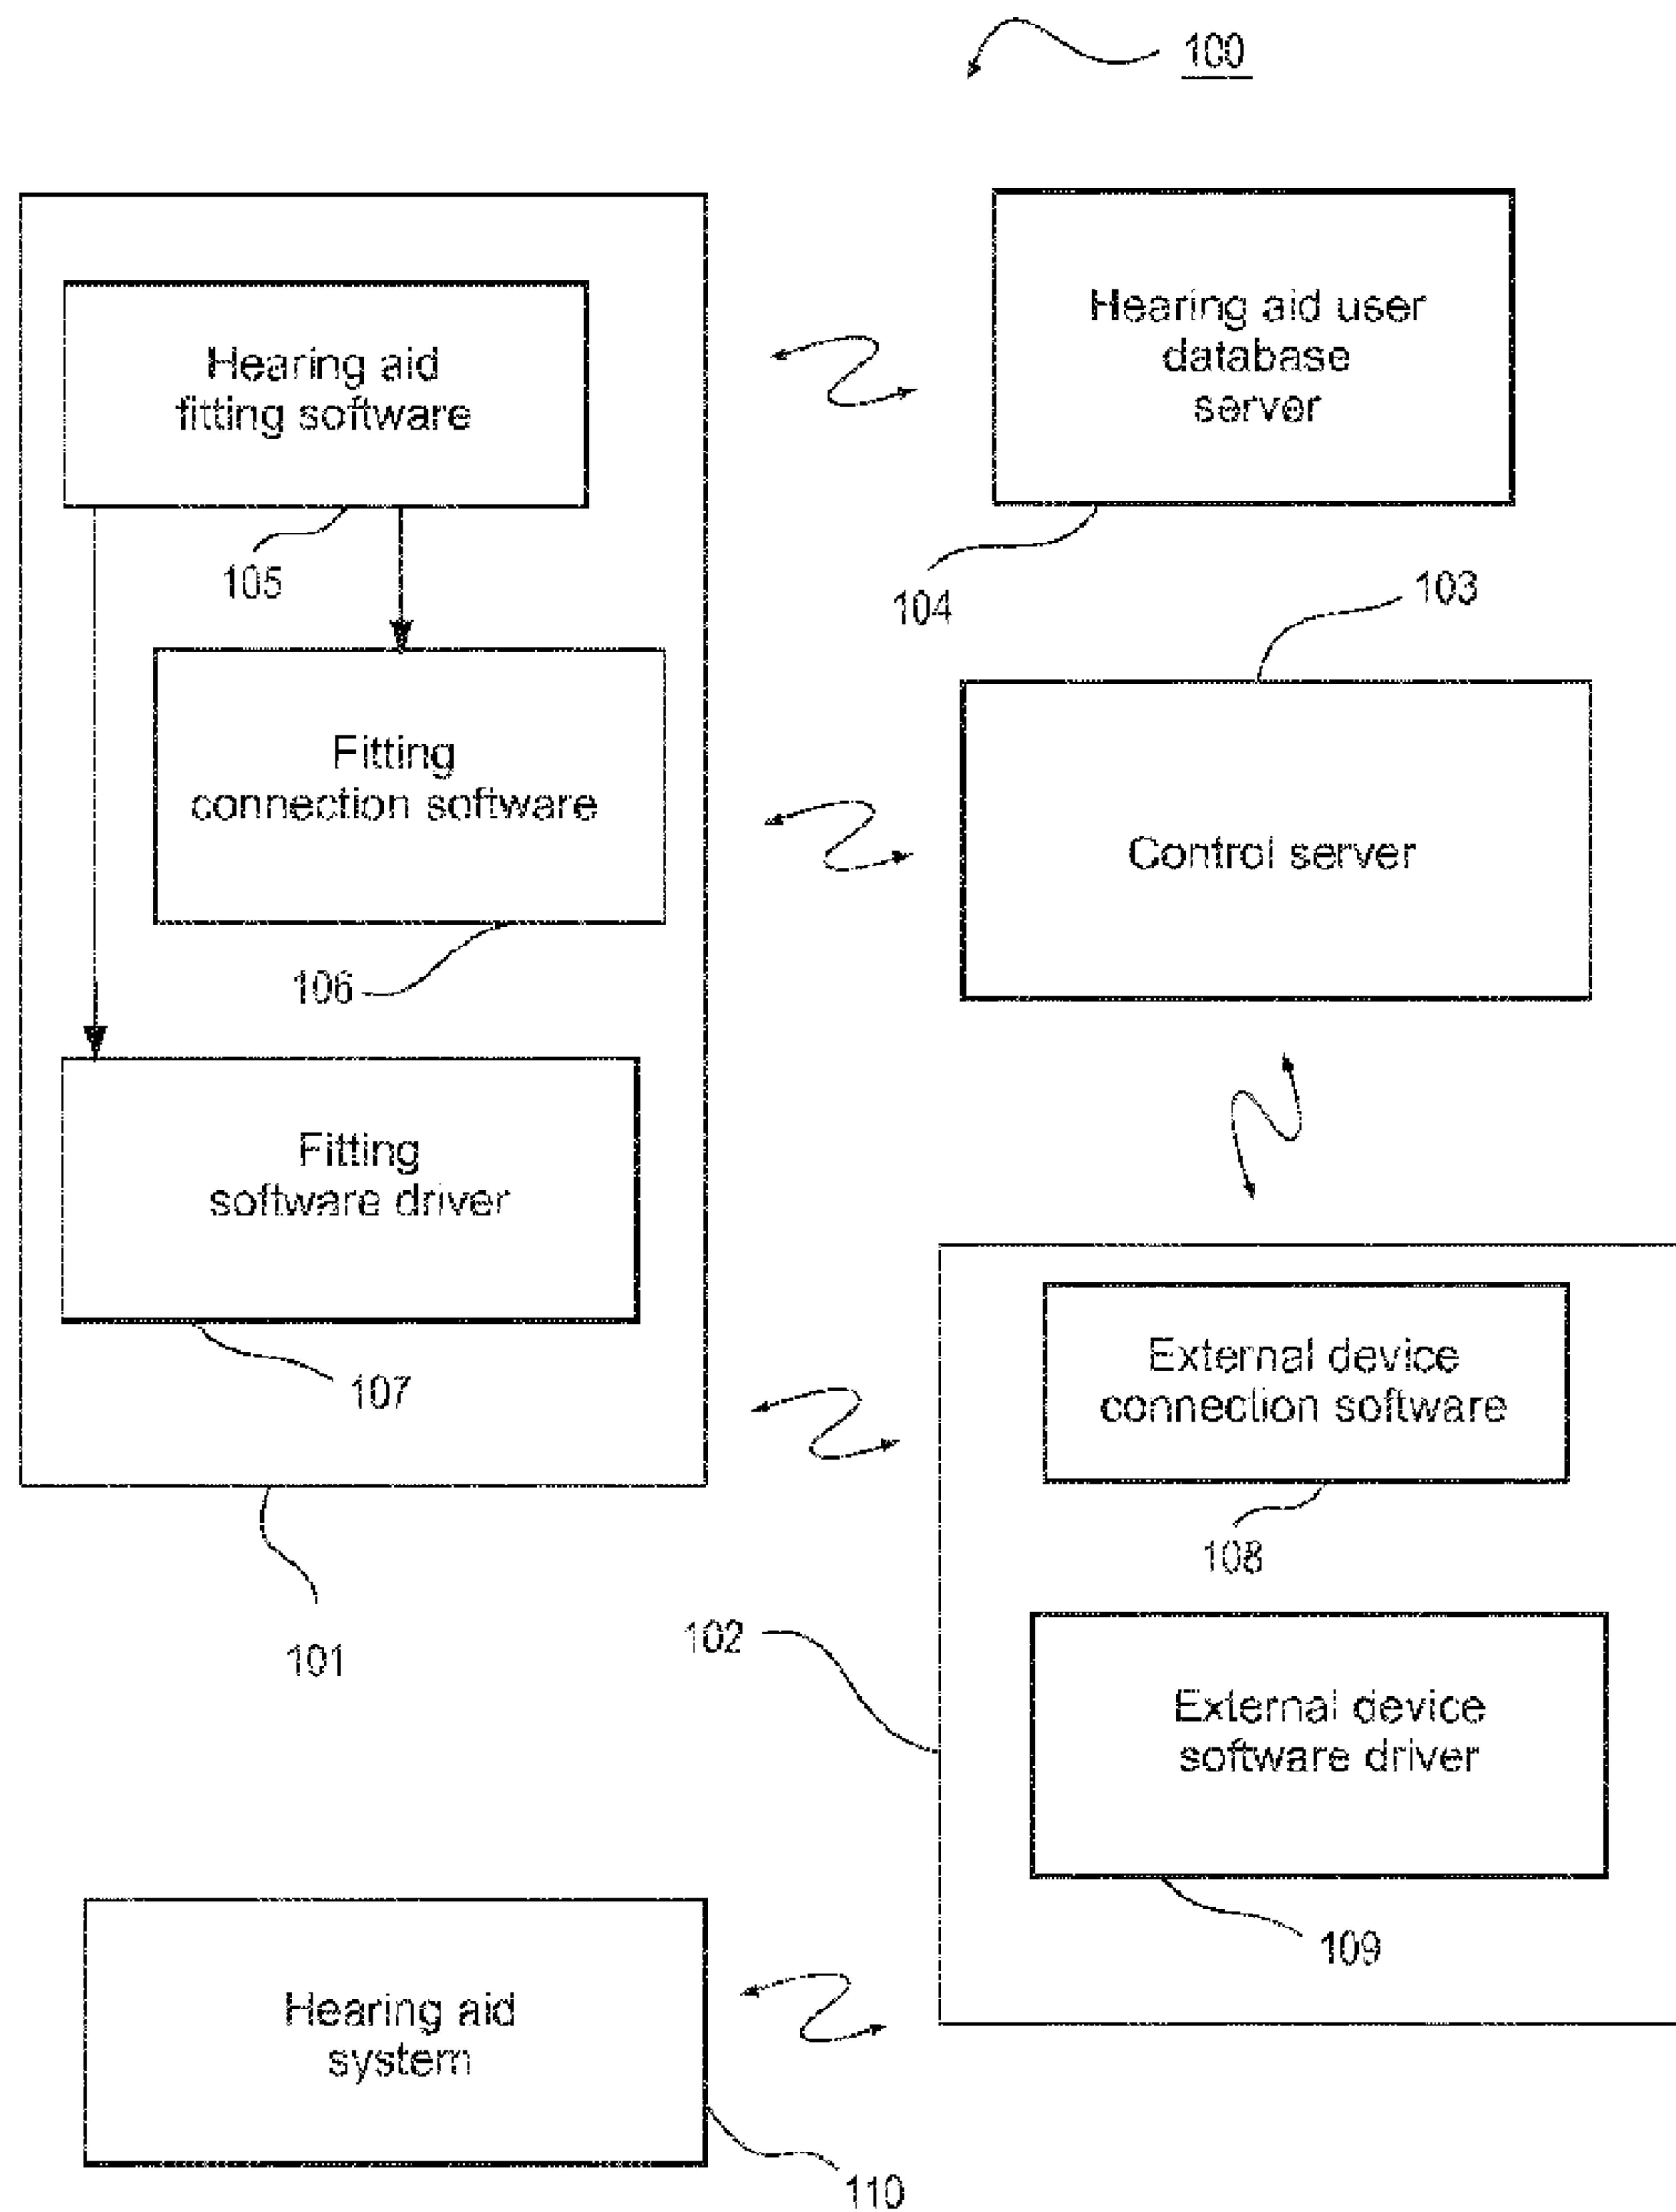 100
Hearing aid
fitting software
105
Hearing aid user
database
server
104
103
Fitting
connection software
106
Control server
Fitting
software driver
107
101
External device
connection software
108
102
External device
software driver
109
Hearing aid
system
110